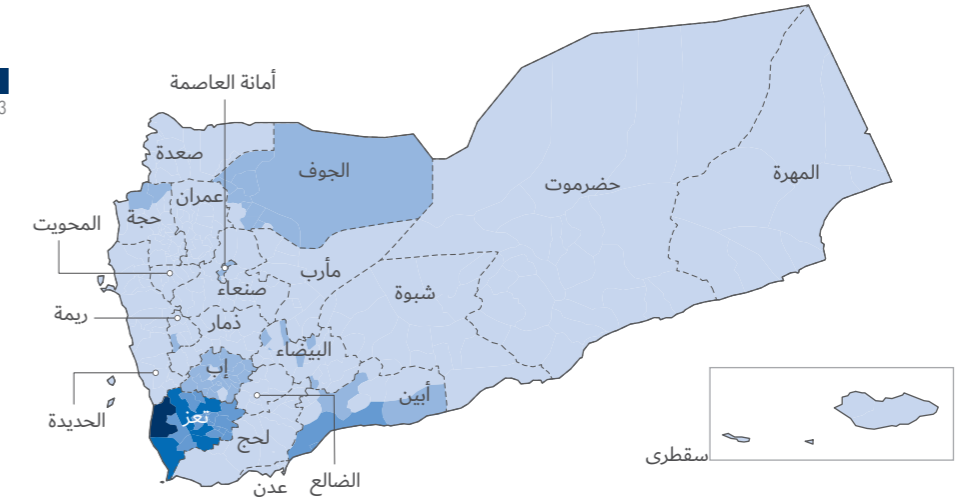 أمانة العاصمة
3
صعدة
الجوف
المهرة
حضرموت
عمران
حجة
المحويت
مأرب
صنعاء
شبوة
ريمة
ذمار
البيضاء
إب
أبين
تعز
الحديدة
لحج
سقطرى
الضالع
عدن